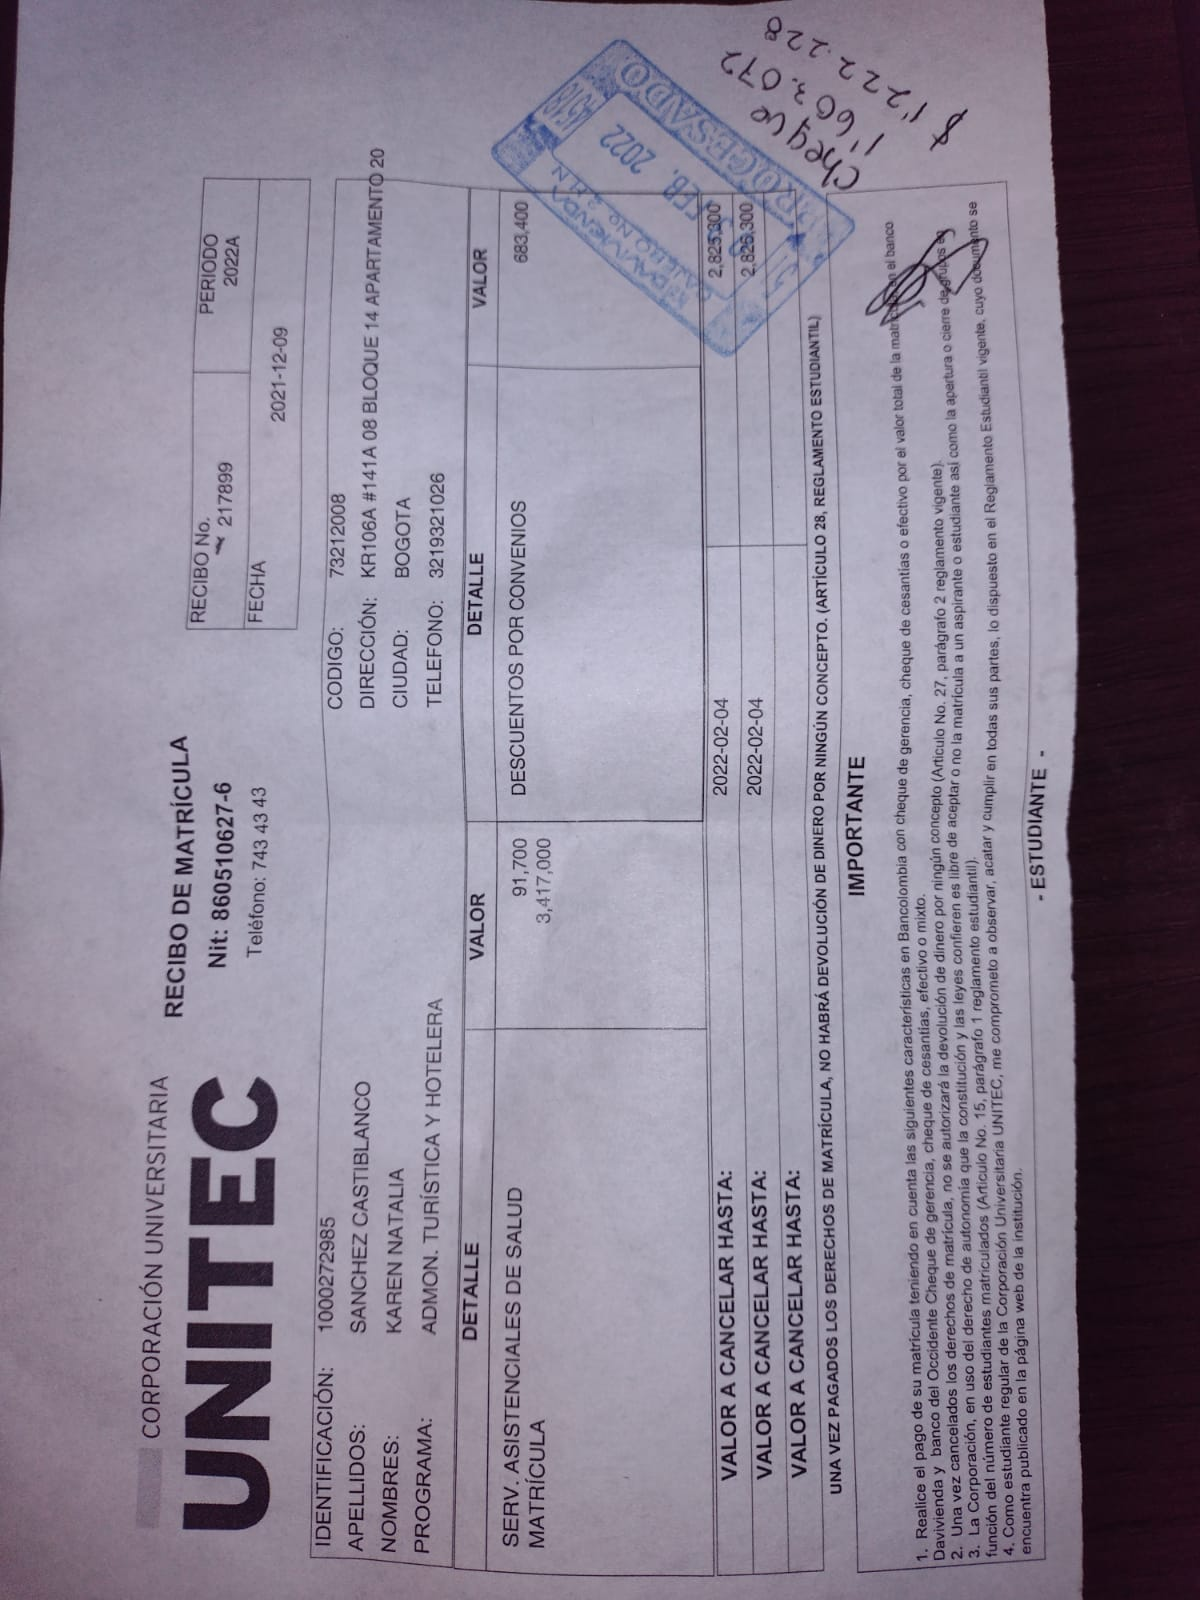 CORPORACIÓN UNIVERSITARIA
UNITEC
RECIBO DE MATRÍCULA
Nit: 860510627-6
Teléfono: 743 43 43
RECIBO No. 217899
PERIODO 2022A
FECHA 2021-12-09
IDENTIFICACIÓN: 1000272985 CODIGO: 73212008
APELLIDOS: SANCHEZ CASTIBLANCO DIRECCIÓN: KR106A #141A 08 BLOQUE 14 APARTAMENTO 20
NOMBRES: KAREN NATALIA CIUDAD: BOGOTA
PROGRAMA: ADMON. TURÍSTICA Y HOTELERA TELEFONO: 3219321026
DETALLE VALOR DETALLE VALOR
SERV. ASISTENCIALES DE SALUD 91,700 DESCUENTOS POR CONVENIOS 683,400
MATRÍCULA 3,417,000
VALOR A CANCELAR HASTA: 2022-02-04 2,825,300
VALOR A CANCELAR HASTA: 2022-02-04 2,825,300
VALOR A CANCELAR HASTA:
UNA VEZ PAGADOS LOS DERECHOS DE MATRÍCULA, NO HABRÁ DEVOLUCIÓN DE DINERO POR NINGÚN CONCEPTO. (ARTÍCULO 28, REGLAMENTO ESTUDIANTIL)
IMPORTANTE
1. Realice el pago de su matrícula teniendo en cuenta las siguientes características en Bancolombia con cheque de gerencia, cheque de cesantías o efectivo por el valor total de la matrícula en el banco
Davivienda y banco del Occidente Cheque de gerencia, cheque de cesantías, efectivo o mixto.
2. Una vez cancelados los derechos de matrícula, no se autorizará la devolución de dinero por ningún concepto (Articulo No. 27, parágrafo 2 reglamento vigente).
3. La Corporación, en uso del derecho de autonomía que la constitución y las leyes confieren es libre de aceptar o no la matrícula a un aspirante o estudiante así como la apertura o cierre de grupos en
función del número de estudiantes matriculados (Artículo No. 15, parágrafo 1 reglamento estudiantil).
4. Como estudiante regular de la Corporación Universitaria UNITEC, me comprometo a observar, acatar y cumplir en todas sus partes, lo dispuesto en el Reglamento Estudiantil vigente, cuyo documento se
encuentra publicado en la página web de la institución.
- ESTUDIANTE -
DAVIVIENDA
CAJERO No. 2
FEB. 2022
PROCESADO
Cheque
1'603.072
$ 1'222.228